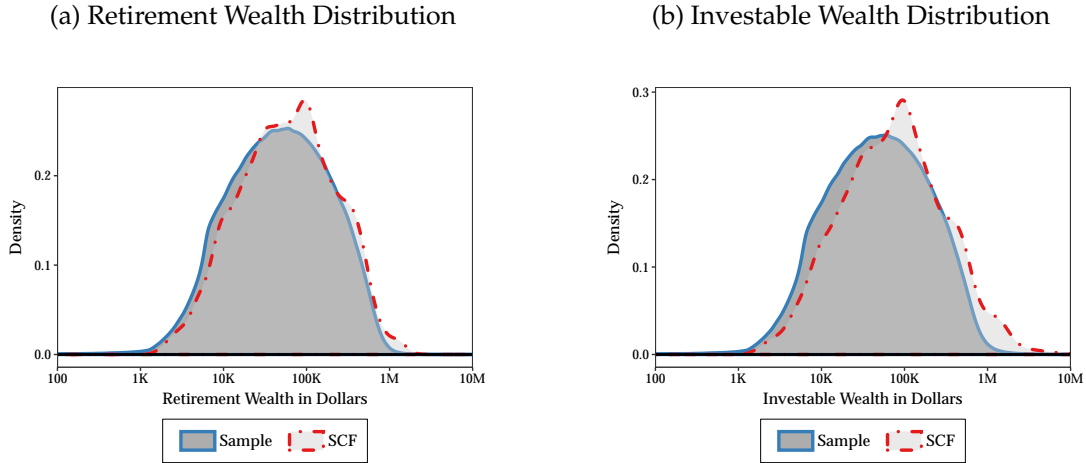 (a) Retirement Wealth Distribution
0.2
0.1
0.0
Density
100 1K 10K 100K 1M 10M
Retirement Wealth in Dollars
Sample SCF
(b) Investable Wealth Distribution
0.3
0.2
0.1
0.0
Density
100 1K 10K 100K 1M 10M
Investable Wealth in Dollars
Sample SCF